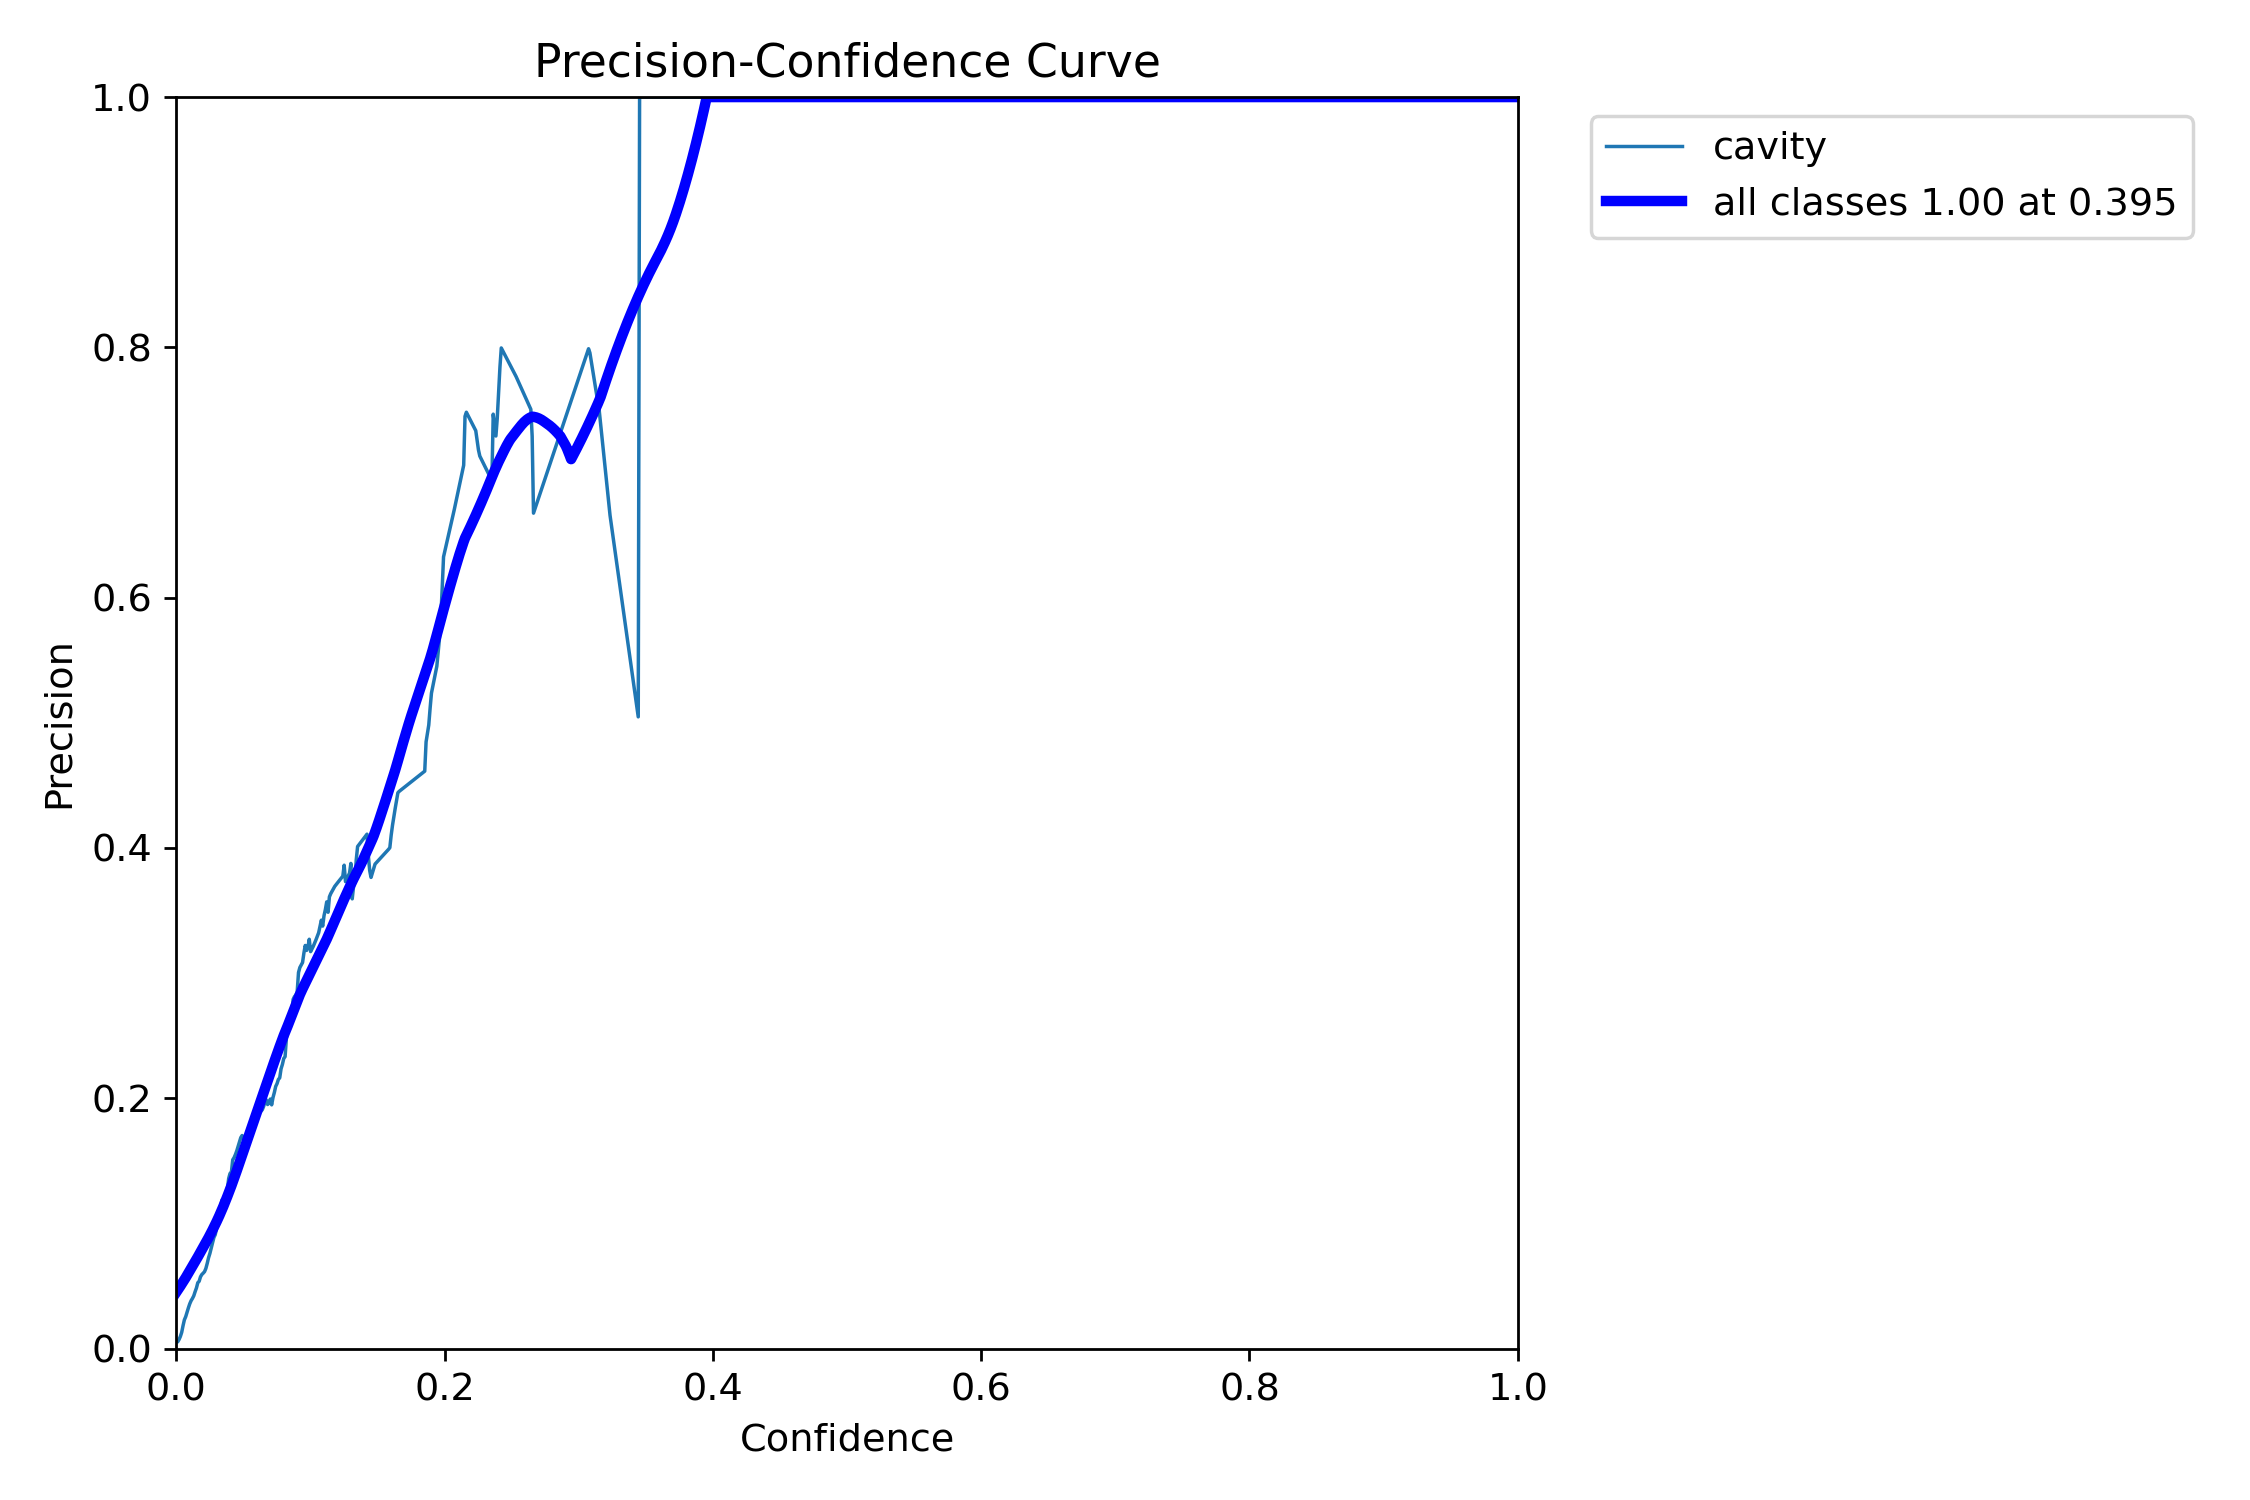 Precision-Confidence Curve
1.0
0.8
0.6
0.4
0.2
0.0
Precision
0.0 0.2 0.4 0.6 0.8 1.0
Confidence
cavity
all classes 1.00 at 0.395